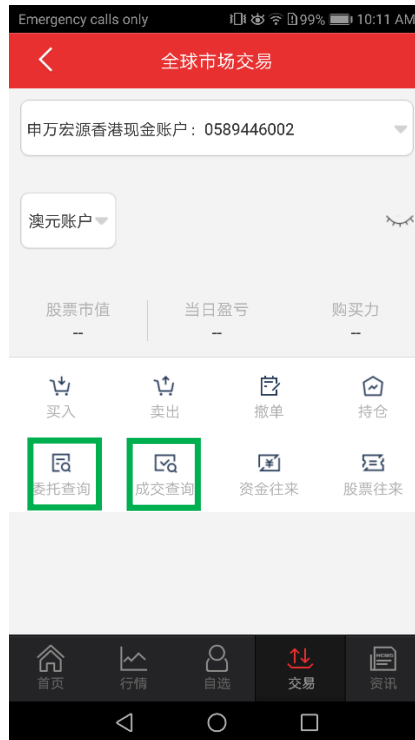 Emergency calls only 99% 10:11 AM
全球市场交易
申万宏源香港现金账户：0589446002
澳元账户
股票市值 当日盈亏 购买力
-- -- --
买入 卖出 撤单 持仓
委托查询 成交查询 资金往来 股票往来
首页 行情 自选 交易 资讯